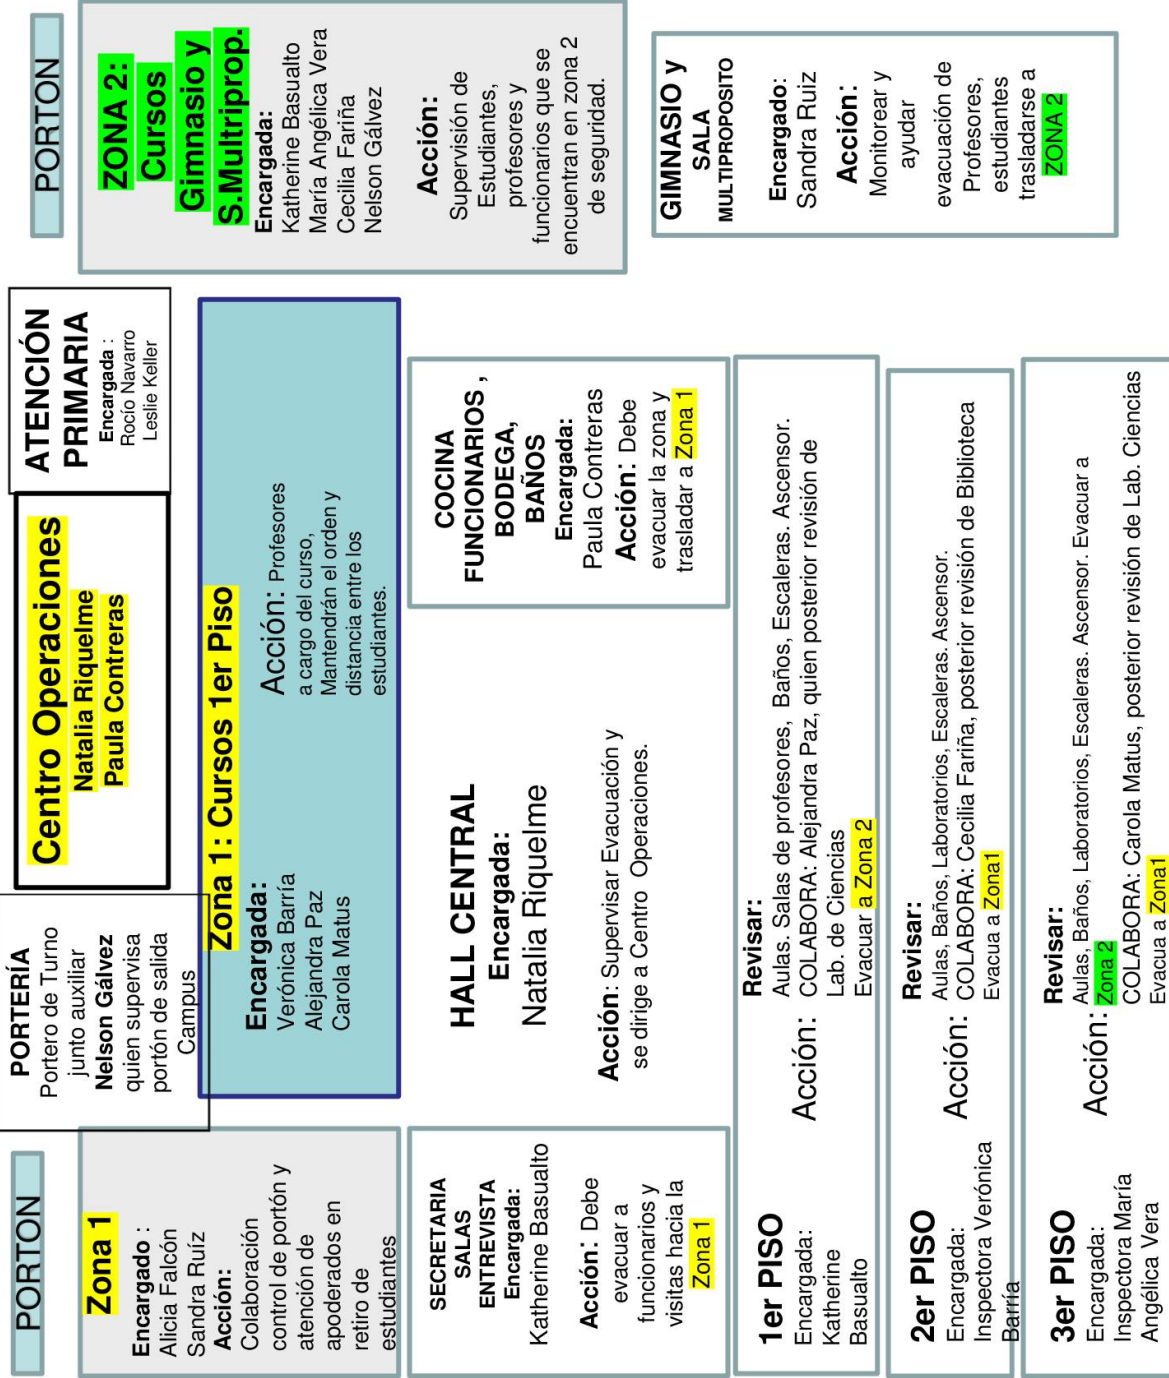 PORTON
PORTERÍA
Portero de Turno
junto auxiliar
Nelson Gálvez
quien supervisa
portón de salida
Campus
Centro Operaciones
Natalia Riquelme
Paula Contreras
ATENCIÓN
PRIMARIA
Encargada :
Rocío Navarro
Leslie Keller
PORTON
Zona 1
Encargado :
Alicia Falcón
Sandra Ruíz
Acción:
Colaboración
control de portón y
atención de
apoderados en
retiro de
estudiantes
Zona 1: Cursos 1er Piso
Encargada:
Verónica Barría
Alejandra Paz
Carola Matus
Acción: Profesores
a cargo del curso,
Mantendrán el orden y
distancia entre los
estudiantes.
ZONA 2:
Cursos
Gimnasio y
S.Multriprop.
Encargada:
Katherine Basualto
María Angélica Vera
Cecilia Fariña
Nelson Gálvez
Acción:
Supervisión de
Estudiantes,
profesores y
funcionarios que se
encuentran en zona 2
de seguridad.
SECRETARIA
SALAS
ENTREVISTA
Encargada:
Katherine Basualto
Acción: Debe
evacuar a
funcionarios y
visitas hacia la
Zona 1
HALL CENTRAL
Encargada:
Natalia Riquelme
Acción: Supervisar Evacuación y
se dirige a Centro Operaciones.
COCINA
FUNCIONARIOS ,
BODEGA,
BAÑOS
Encargada:
Paula Contreras
Acción: Debe
evacuar la zona y
trasladar a Zona 1
GIMNASIO y
SALA
MULTIPROPOSITO
Encargado:
Sandra Ruiz
Acción:
Monitorear y
ayudar
evacuación de
Profesores,
estudiantes
trasladarse a
ZONA 2
1er PISO
Encargada:
Katherine
Basualto
Acción:
Revisar:
Aulas. Salas de profesores, Baños, Escaleras. Ascensor.
COLABORA: Alejandra Paz, quien posterior revisión de
Lab. de Ciencias
Evacuar a Zona 2
2er PISO
Encargada:
Inspectora Verónica
Barría
Acción:
Revisar:
Aulas, Baños, Laboratorios, Escaleras. Ascensor.
COLABORA: Cecilia Fariña, posterior revisión de Biblioteca
Evacua a Zona1
3er PISO
Encargada:
Inspectora María
Angélica Vera
Acción:
Revisar:
Aulas, Baños, Laboratorios, Escaleras. Ascensor. Evacuar a
Zona 2
COLABORA: Carola Matus, posterior revisión de Lab. Ciencias
Evacua a Zona1